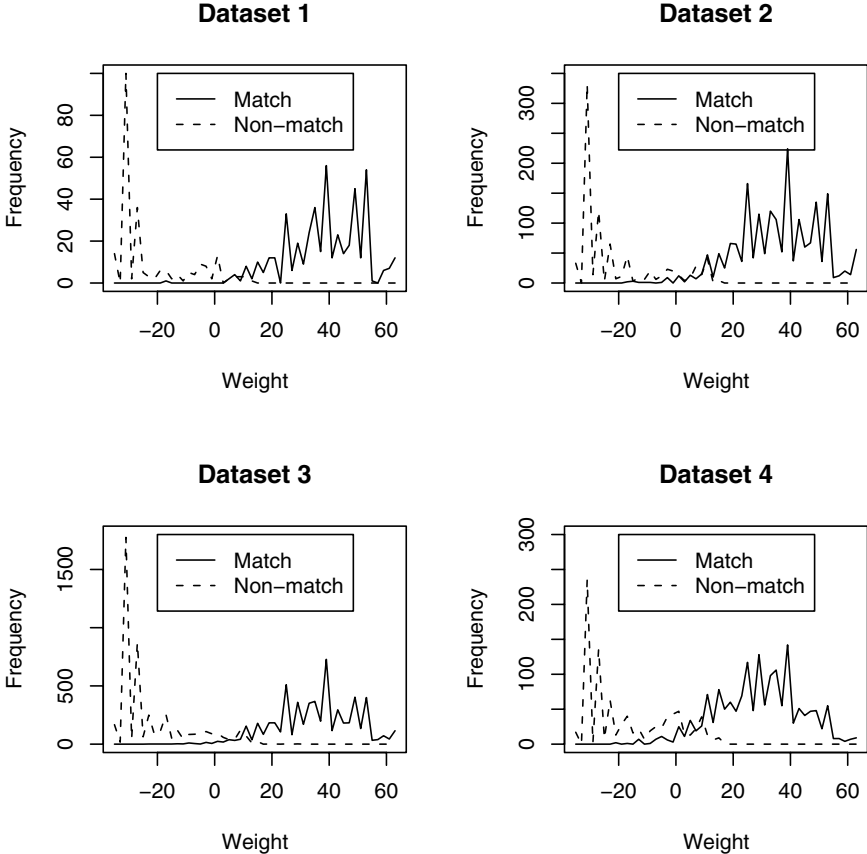 Dataset 1
Frequency
0 20 40 60 80
Match
Non−match
−20 0 20 40 60
Weight
Dataset 2
Frequency
0 100 200 300
Match
Non−match
−20 0 20 40 60
Weight
Dataset 3
Frequency
0 500 1500
Match
Non−match
−20 0 20 40 60
Weight
Dataset 4
Frequency
0 100 200 300
Match
Non−match
−20 0 20 40 60
Weight